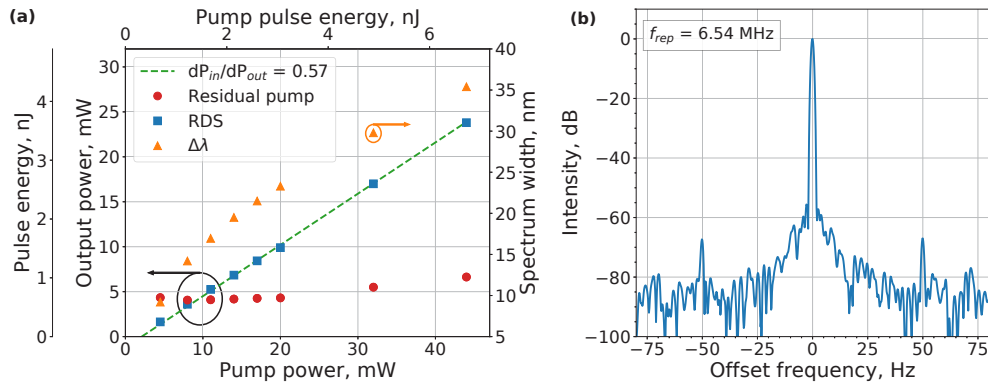 (a)
Pump pulse energy, nJ
0 2 4 6
Pulse energy, nJ
0 1 2 3 4
Output power, mW
0 5 10 15 20 25 30
dP_in/dP_out = 0.57
Residual pump
RDS
Δλ
5 10 15 20 25 30 35 40
Spectrum width, nm
0 10 20 30 40
Pump power, mW
(b)
f_rep = 6.54 MHz
Intensity, dB
0 −20 −40 −60 −80 −100
−75 −50 −25 0 25 50 75
Offset frequency, Hz